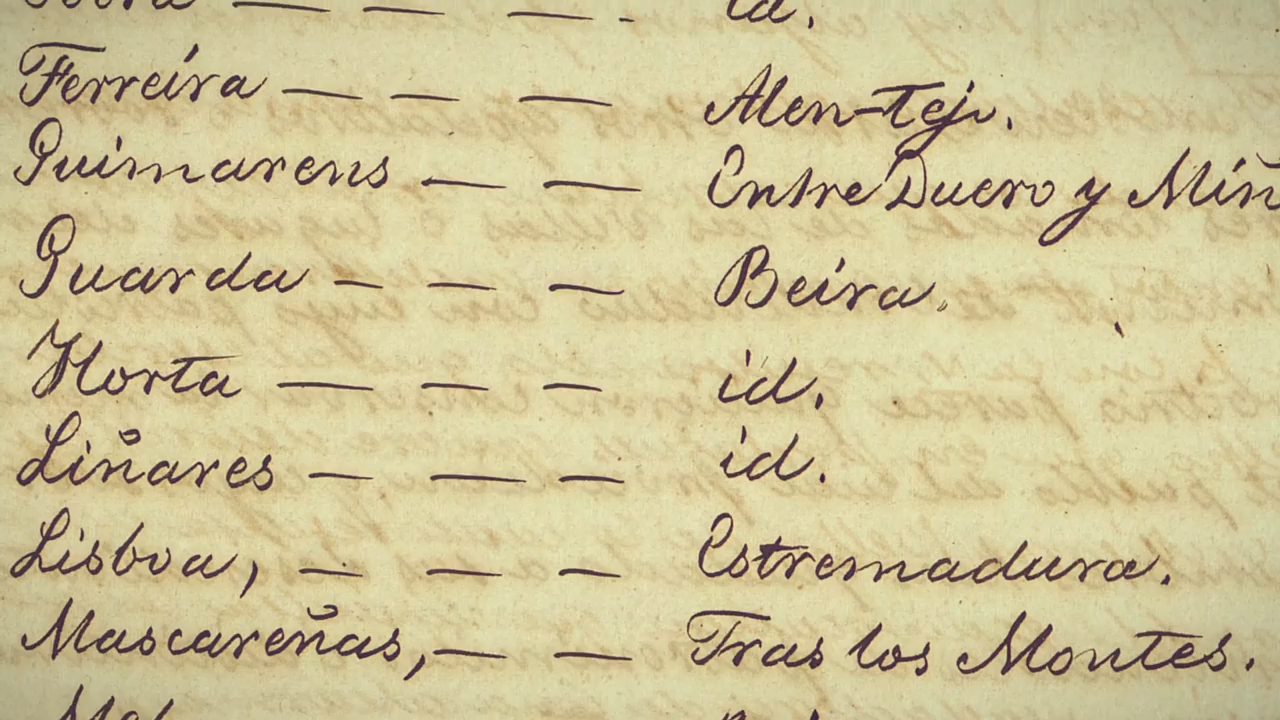 id.
Ferreira — — — Alen-Tejo.
Guimarens — — Entre Duero y Miñ
Guarda — — — Beira.
Horta — — — id.
Liñares — — — id.
Lisboa, — — — Estremadura.
Mascareñas, — — Tras los Montes.